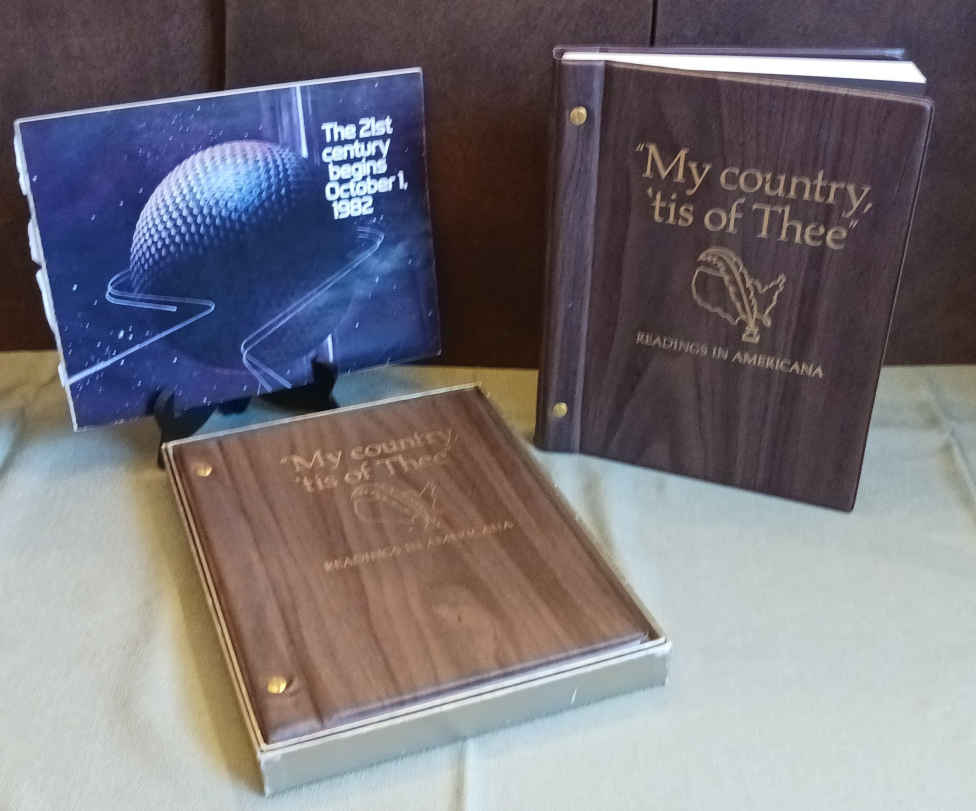 The 21st
century
begins
October 1,
1982
"My country,
'tis of Thee"
READINGS IN AMERICANA
"My country,
'tis of Thee"
READINGS IN AMERICANA